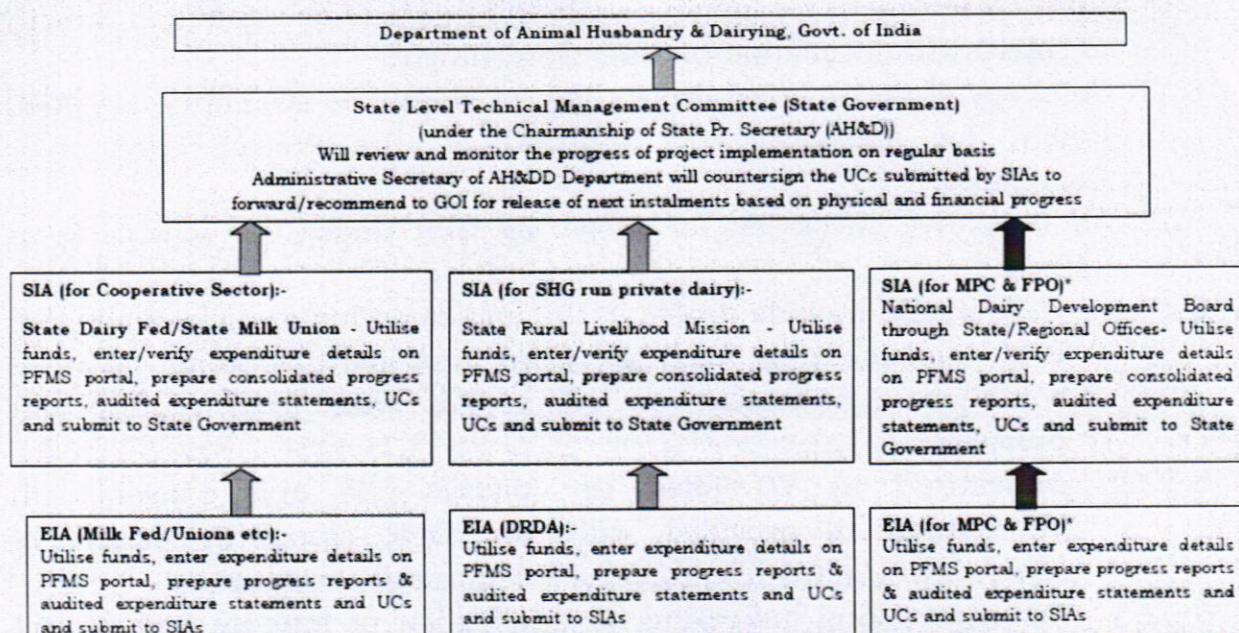 Department of Animal Husbandry & Dairying, Govt. of India
State Level Technical Management Committee (State Government)
(under the Chairmanship of State Pr. Secretary (AH&D))
Will review and monitor the progress of project implementation on regular basis
Administrative Secretary of AH&DD Department will countersign the UCs submitted by SIAs to
forward/recommend to GOI for release of next instalments based on physical and financial progress
SIA (for Cooperative Sector):-
State Dairy Fed/State Milk Union - Utilise
funds, enter/verify expenditure details on
PFMS portal, prepare consolidated progress
reports, audited expenditure statements, UCs
and submit to State Government
SIA (for SHG run private dairy):-
State Rural Livelihood Mission - Utilise
funds, enter/verify expenditure details on
PFMS portal, prepare consolidated progress
reports, audited expenditure statements,
UCs and submit to State Government
SIA (for MPC & FPO)*
National Dairy Development Board
through State/Regional Offices- Utilise
funds, enter/verify expenditure details
on PFMS portal, prepare consolidated
progress reports, audited expenditure
statements, UCs and submit to State
Government
EIA (Milk Fed/Unions etc):-
Utilise funds, enter expenditure details on
PFMS portal, prepare progress reports &
audited expenditure statements and UCs
and submit to SIAs
EIA (DRDA):-
Utilise funds, enter expenditure details on
PFMS portal, prepare progress reports &
audited expenditure statements and UCs
and submit to SIAs
EIA (for MPC & FPO)*
Utilise funds, enter expenditure details
on PFMS portal, prepare progress reports
& audited expenditure statements and
UCs and submit to SIAs